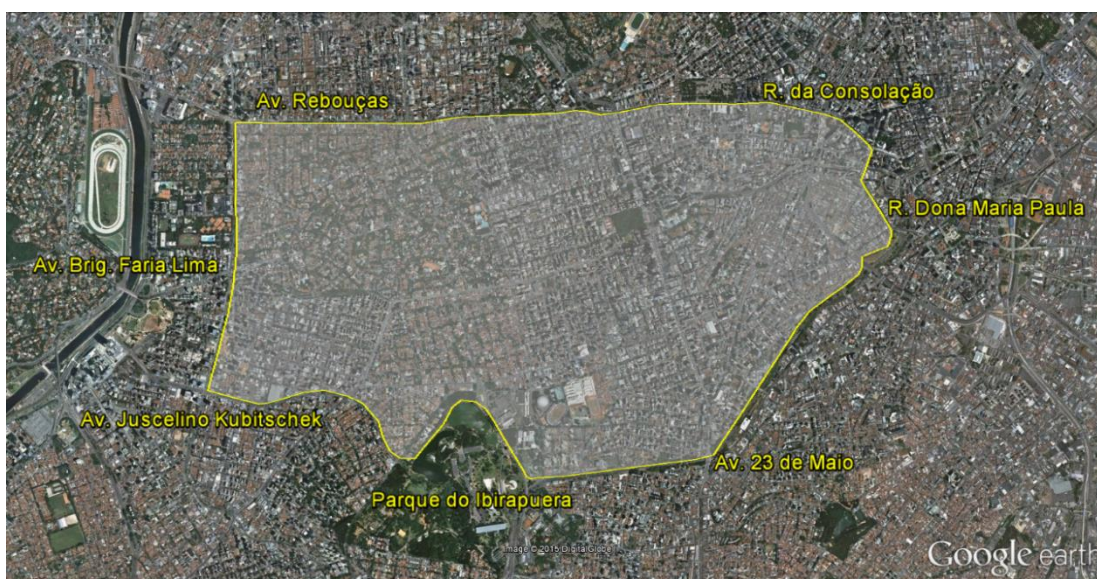 R. da Consolação
Av. Rebouças
R. Dona Maria Paula
Av. Brig. Faria Lima
Av. Juscelino Kubitschek
Av. 23 de Maio
Parque do Ibirapuera
Image © 2015 DigitalGlobe
Google earth